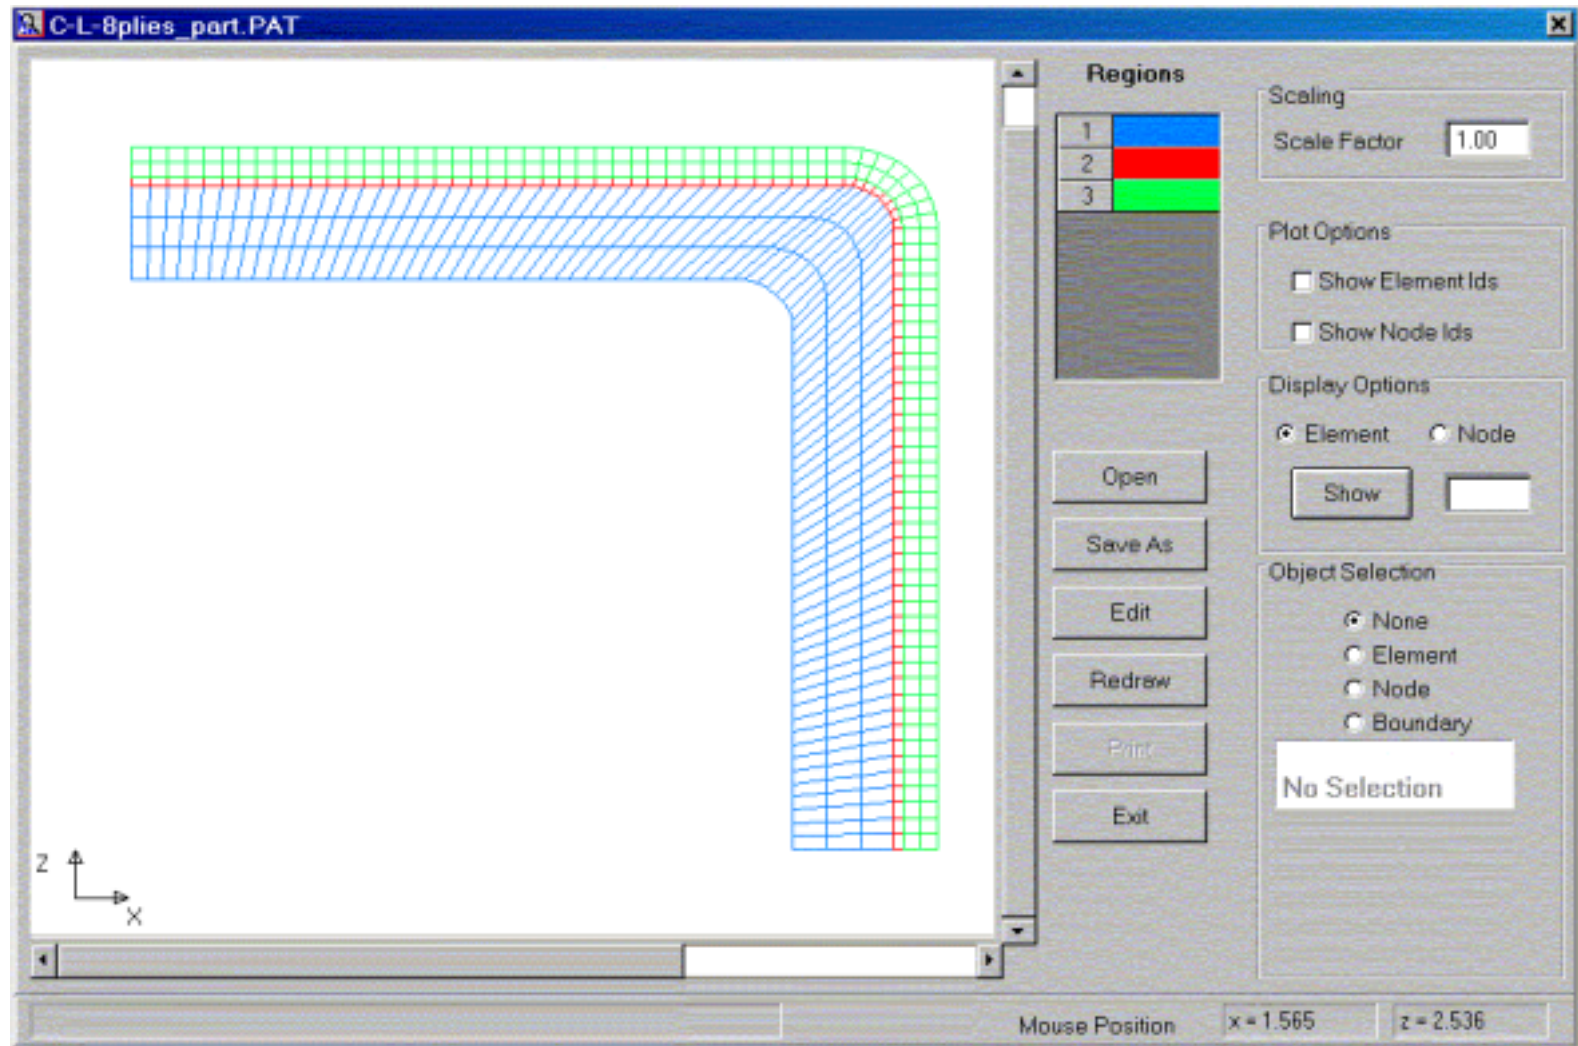 C-L-8plies_part.PAT
Regions
1
2
3
Open
Save As
Edit
Redraw
Print
Exit
Scaling
Scale Factor 1.00
Plot Options
Show Element Ids
Show Node Ids
Display Options
Element Node
Show
Object Selection
None
Element
Node
Boundary
No Selection
Z
X
Mouse Position x = 1.565 z = 2.536